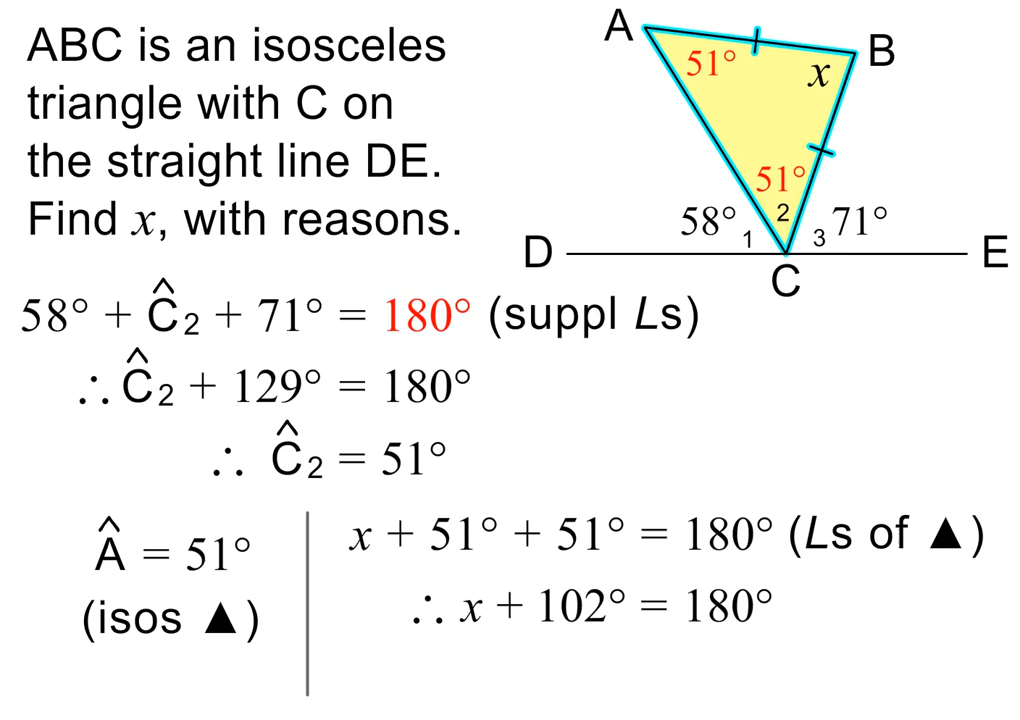 ABC is an isosceles
triangle with C on
the straight line DE.
Find x, with reasons.
A
B
51°
x
51°
58°
1
2
3
71°
D
C
E
58° + Ĉ₂ + 71° = 180° (suppl Ls)
∴ Ĉ₂ + 129° = 180°
∴ Ĉ₂ = 51°
Â = 51°
(isos ▲)
x + 51° + 51° = 180° (Ls of ▲)
∴ x + 102° = 180°